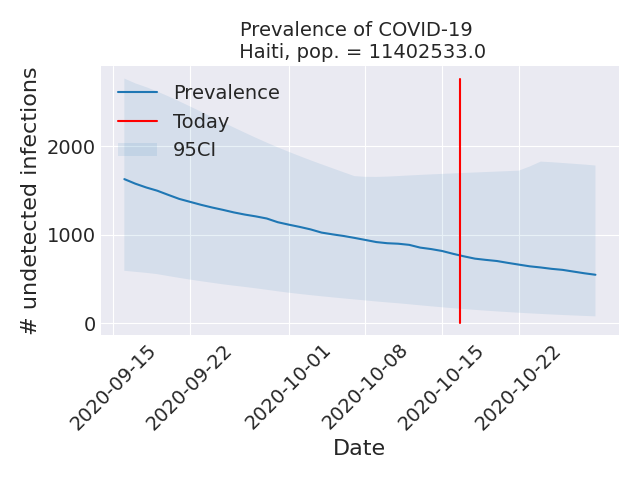 Prevalence of COVID-19
Haiti, pop. = 11402533.0
# undetected infections
2000
1000
0
Prevalence
Today
95CI
2020-09-15
2020-09-22
2020-10-01
2020-10-08
2020-10-15
2020-10-22
Date